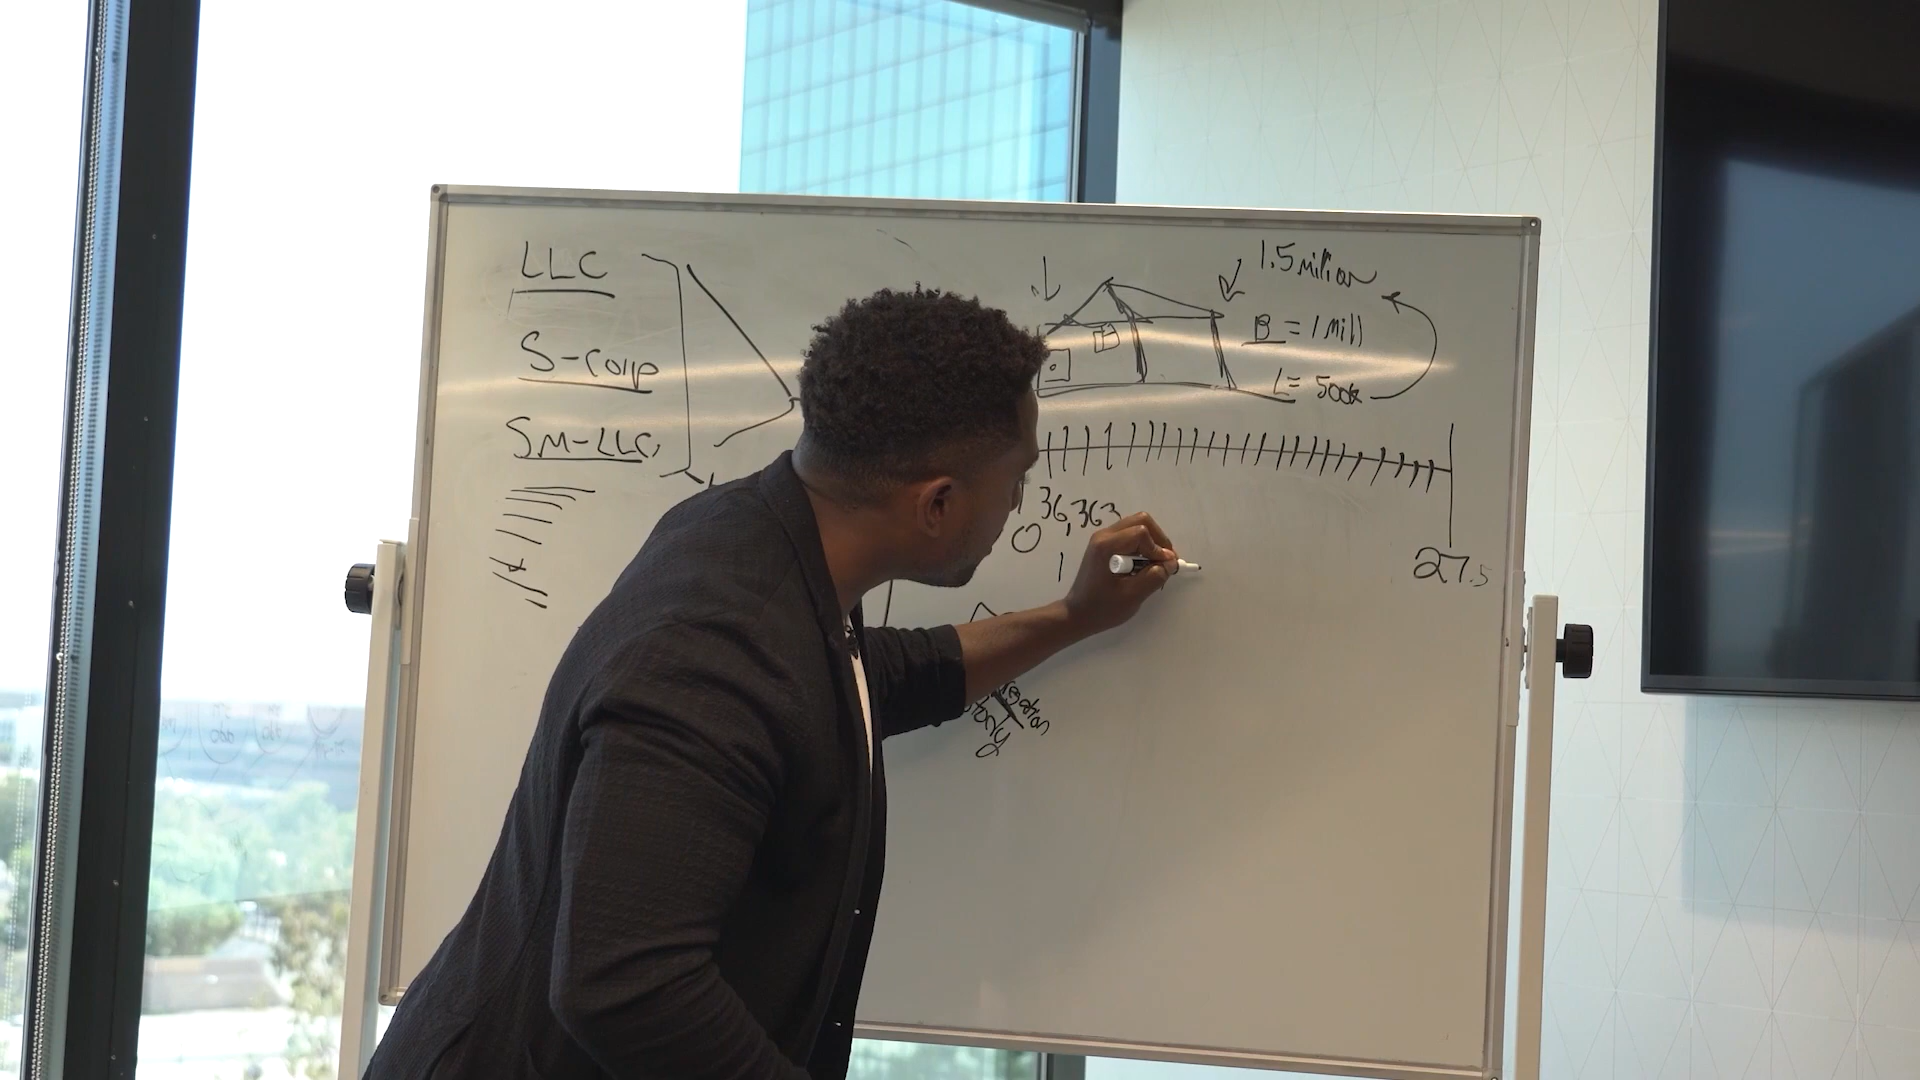 LLC
S-corp
SM-LLC
1.5 million
B = 1 Mill
L = 500k
36,363
0
1
27.5